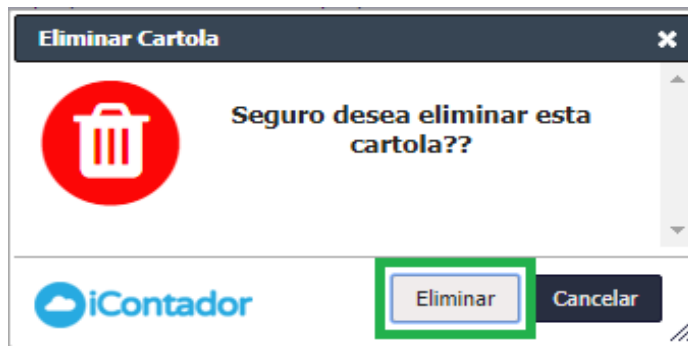 Eliminar Cartola
Seguro desea eliminar esta
cartola??
iContador
Eliminar
Cancelar